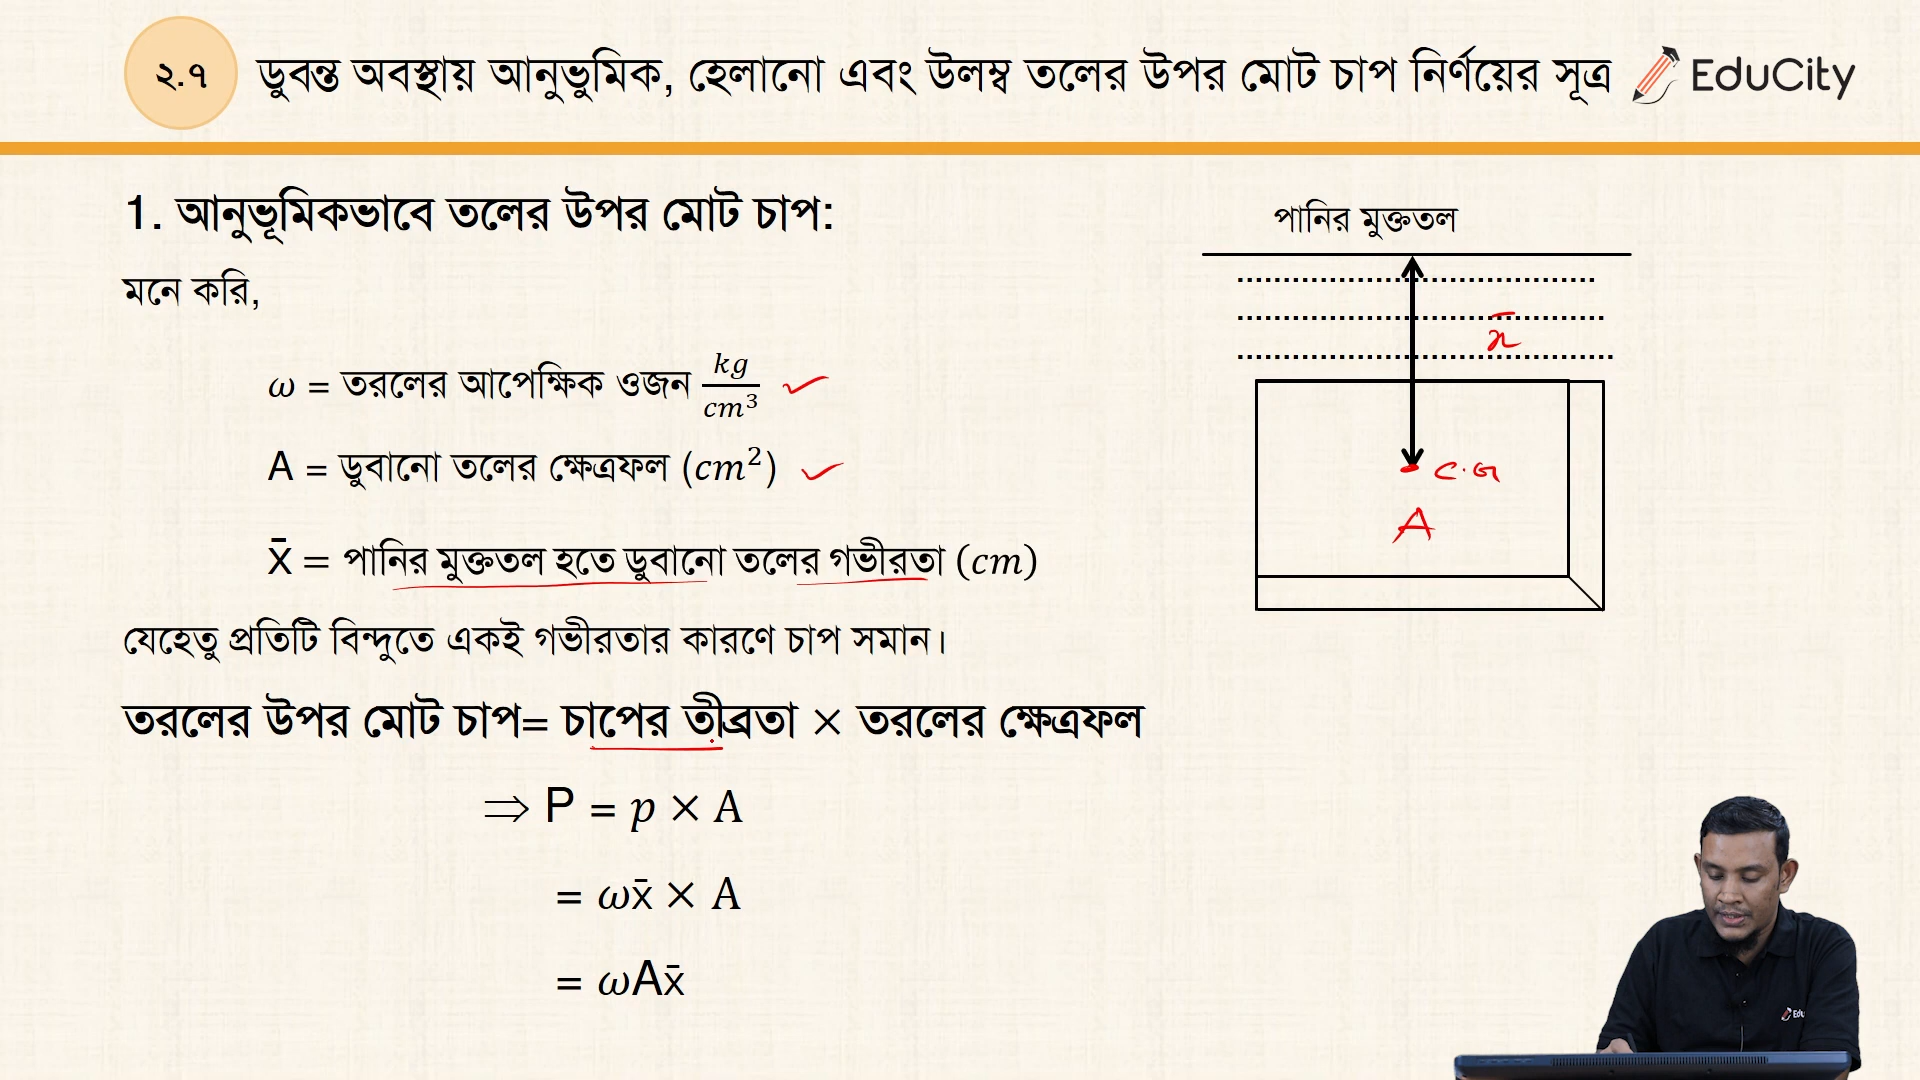 ২.৭ ডুবন্ত অবস্থায় আনুভুমিক, হেলানো এবং উলম্ব তলের উপর মোট চাপ নির্ণয়ের সূত্র EduCity
1. আনুভূমিকভাবে তলের উপর মোট চাপ:
পানির মুক্ততল
মনে করি,
x̄
ω = তরলের আপেক্ষিক ওজন kg/cm³
A = ডুবানো তলের ক্ষেত্রফল (cm²)
C.G
A
x̄ = পানির মুক্ততল হতে ডুবানো তলের গভীরতা (cm)
যেহেতু প্রতিটি বিন্দুতে একই গভীরতার কারণে চাপ সমান।
তরলের উপর মোট চাপ= চাপের তীব্রতা × তরলের ক্ষেত্রফল
⇒ P = p × A
= ωx̄ × A
= ωAx̄
Edu